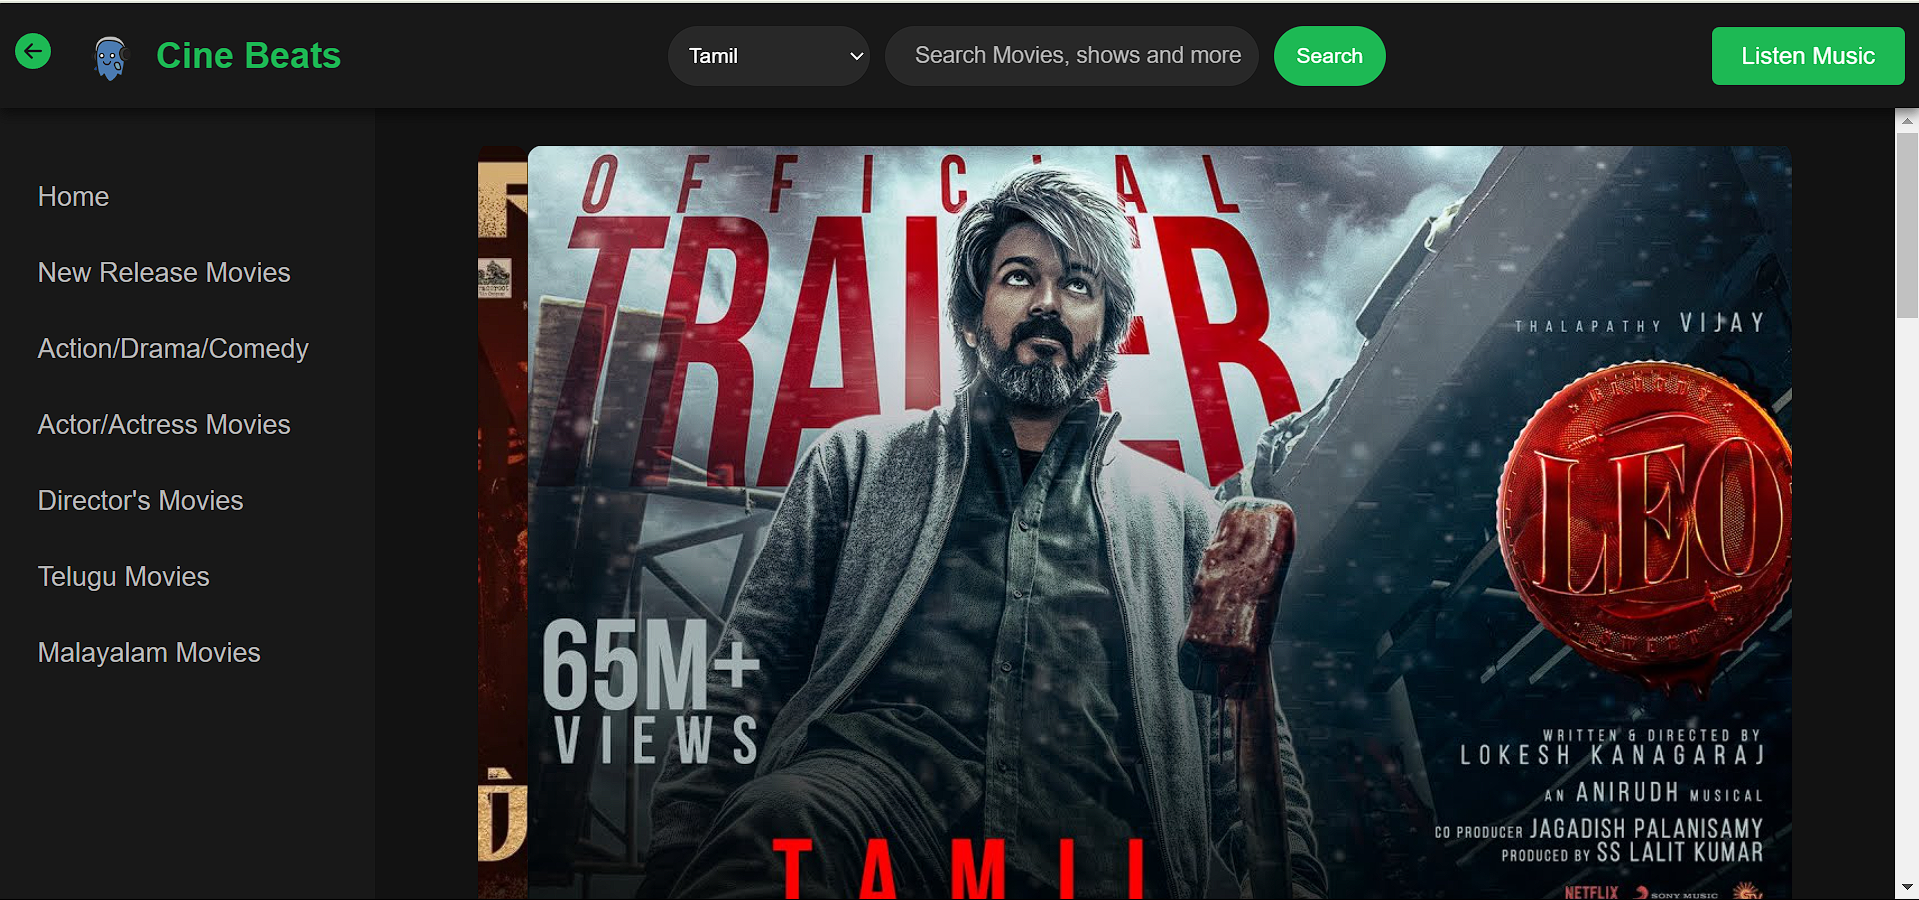 Cine Beats
Tamil
Search Movies, shows and more
Search
Listen Music
Home
New Release Movies
Action/Drama/Comedy
Actor/Actress Movies
Director's Movies
Telugu Movies
Malayalam Movies
OFFICIAL
TRAILER
THALAPATHY VIJAY
LEO
65M+
VIEWS
WRITTEN & DIRECTED BY
LOKESH KANAGARAJ
AN ANIRUDH MUSICAL
CO PRODUCER JAGADISH PALANISAMY
PRODUCED BY SS LALIT KUMAR
TAMIL
NETFLIX SONY MUSIC